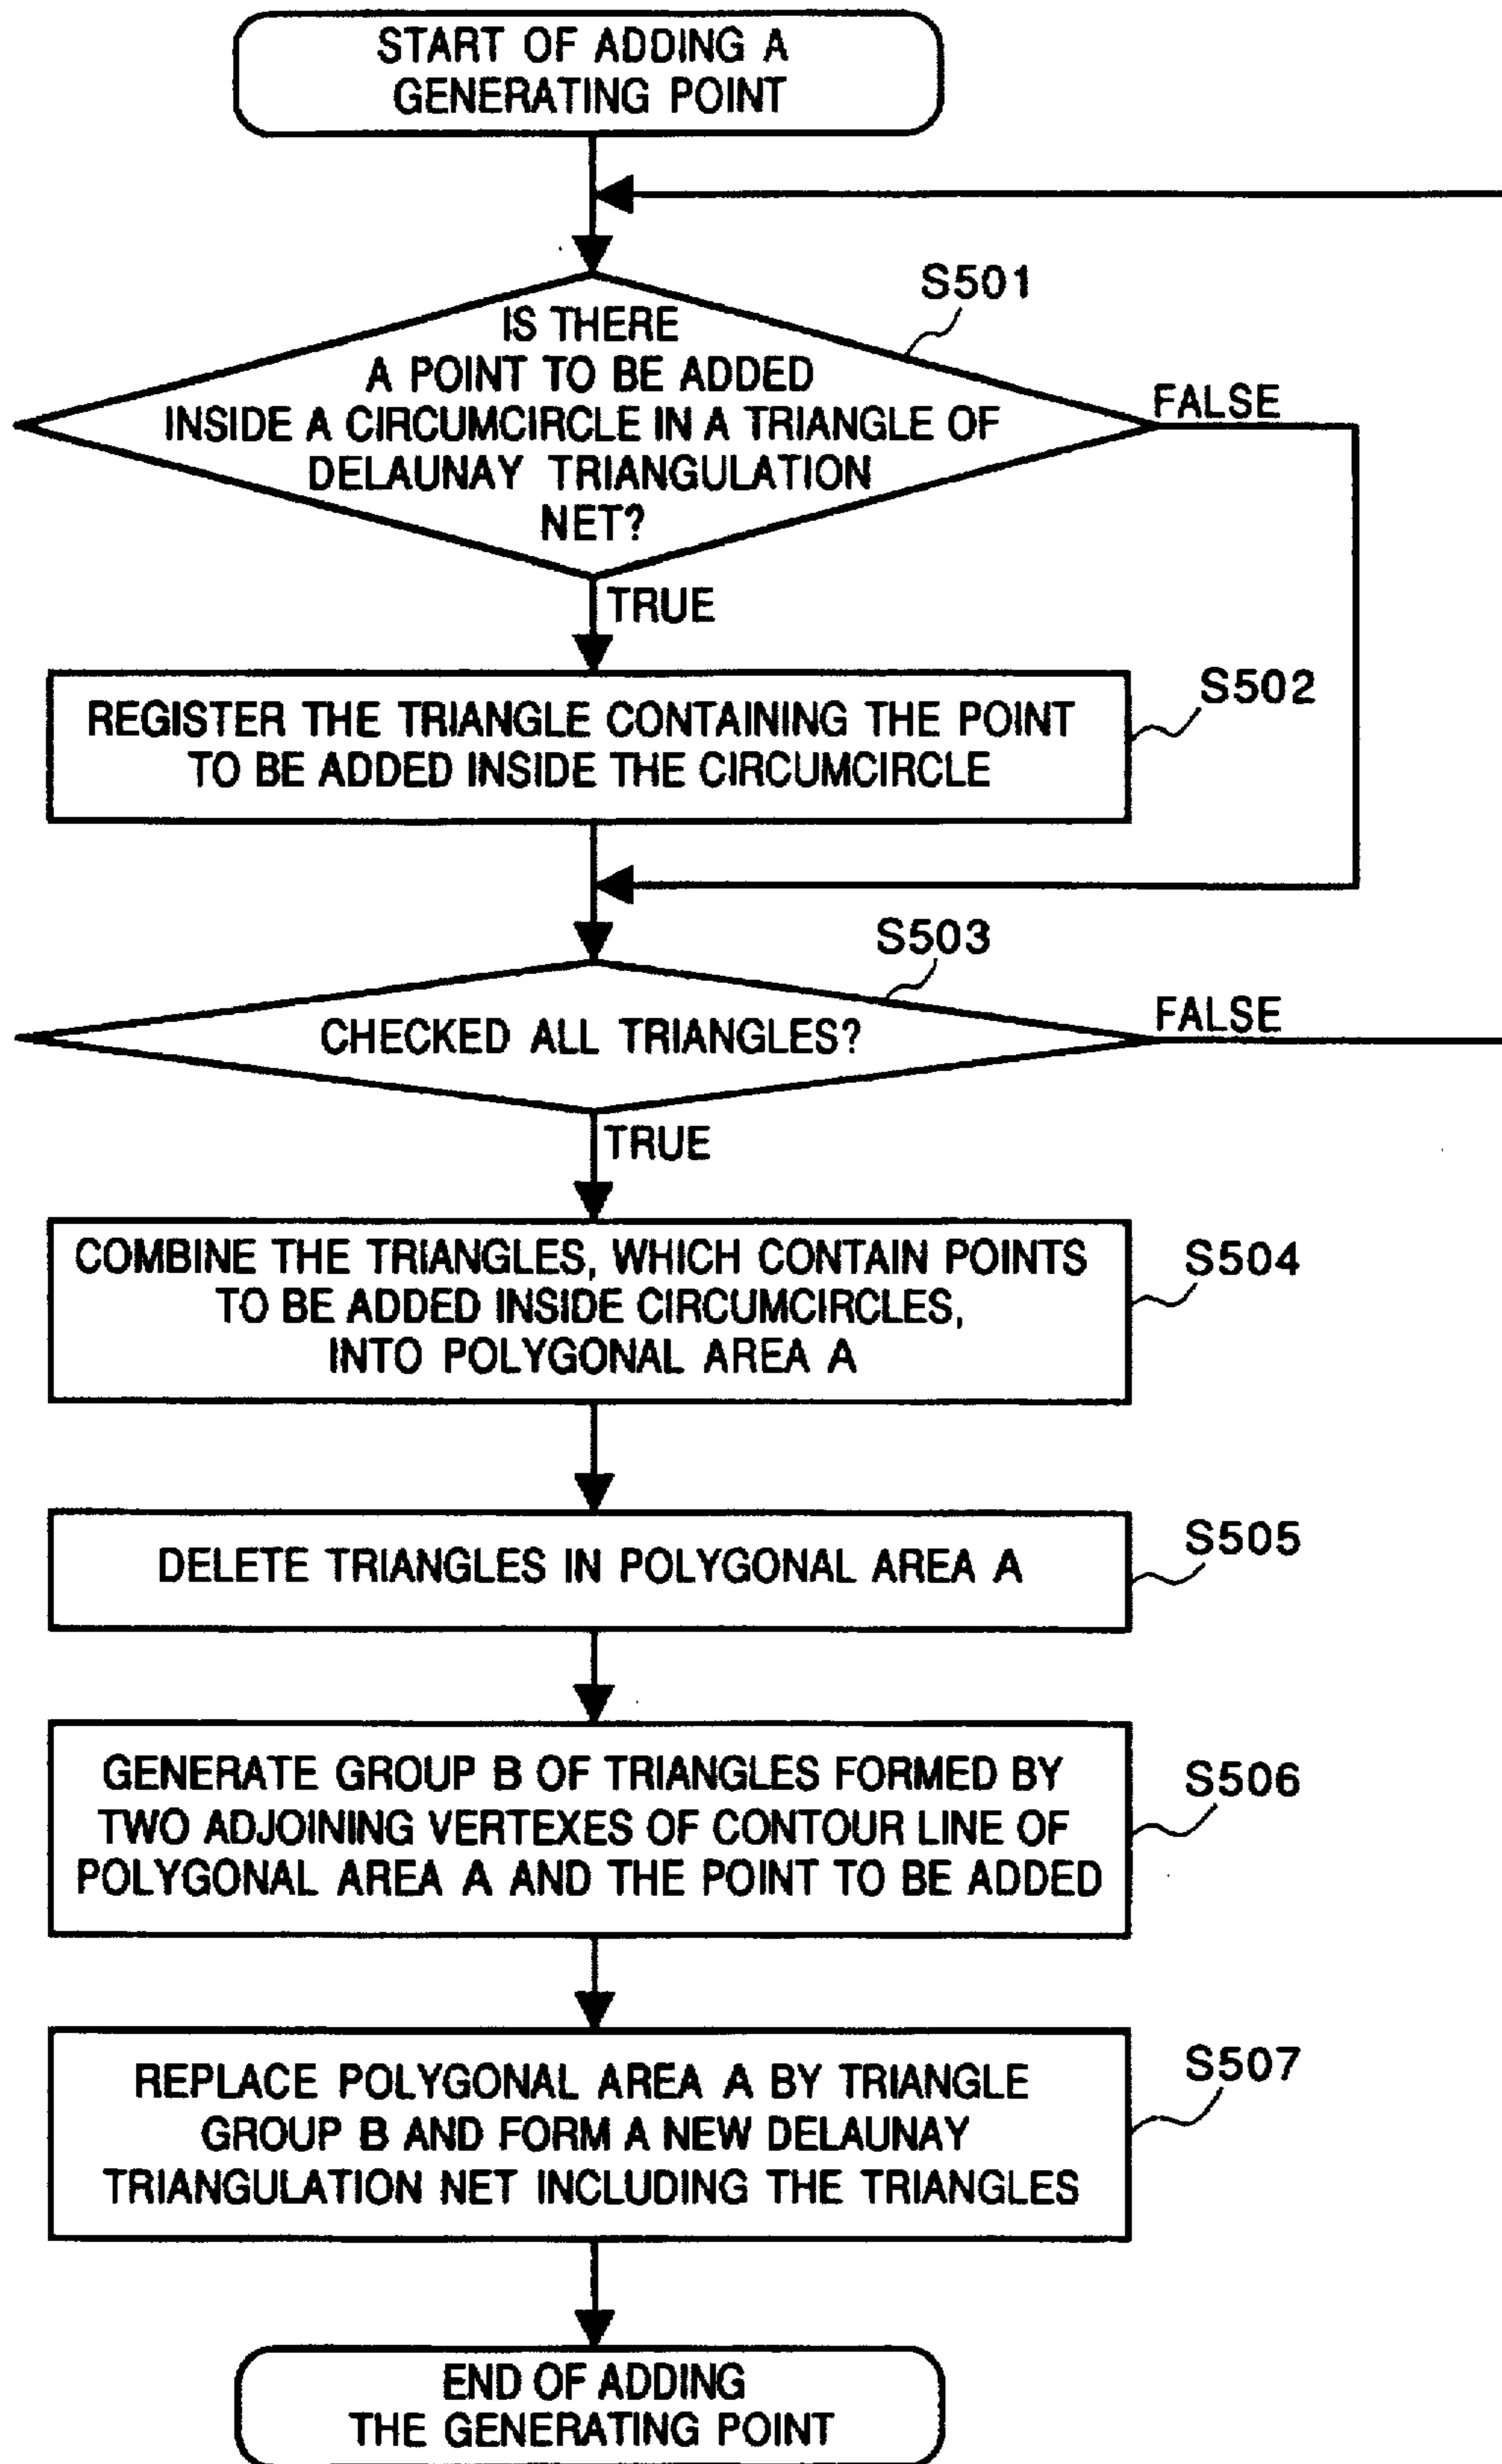 START OF ADDING A
GENERATING POINT
S501
IS THERE
A POINT TO BE ADDED
INSIDE A CIRCUMCIRCLE IN A TRIANGLE OF
DELAUNAY TRIANGULATION
NET?
FALSE
TRUE
S502
REGISTER THE TRIANGLE CONTAINING THE POINT
TO BE ADDED INSIDE THE CIRCUMCIRCLE
S503
CHECKED ALL TRIANGLES?
FALSE
TRUE
COMBINE THE TRIANGLES, WHICH CONTAIN POINTS
TO BE ADDED INSIDE CIRCUMCIRCLES,
INTO POLYGONAL AREA A
S504
DELETE TRIANGLES IN POLYGONAL AREA A
S505
GENERATE GROUP B OF TRIANGLES FORMED BY
TWO ADJOINING VERTEXES OF CONTOUR LINE OF
POLYGONAL AREA A AND THE POINT TO BE ADDED
S506
REPLACE POLYGONAL AREA A BY TRIANGLE
GROUP B AND FORM A NEW DELAUNAY
TRIANGULATION NET INCLUDING THE TRIANGLES
S507
END OF ADDING
THE GENERATING POINT